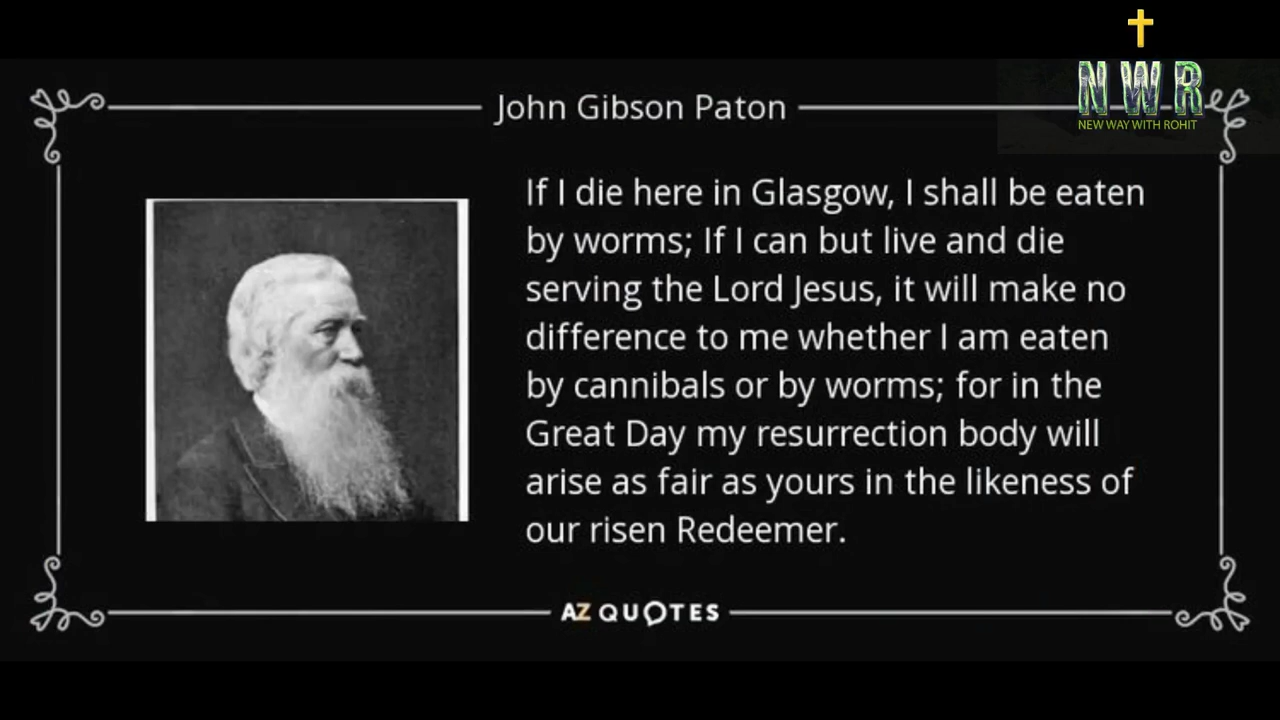 NWR
NEW WAY WITH ROHIT
John Gibson Paton
If I die here in Glasgow, I shall be eaten
by worms; If I can but live and die
serving the Lord Jesus, it will make no
difference to me whether I am eaten
by cannibals or by worms; for in the
Great Day my resurrection body will
arise as fair as yours in the likeness of
our risen Redeemer.
AZ QUOTES